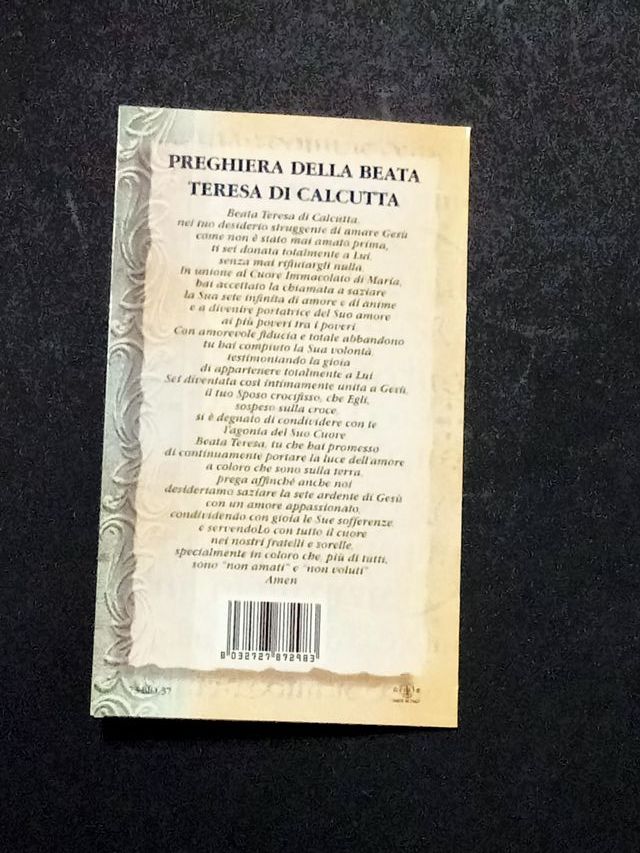 PREGHIERA DELLA BEATA
TERESA DI CALCUTTA
Beata Teresa di Calcutta,
nel tuo desiderio struggente di amare Gesù
come non è stato mai amato prima,
ti sei donata totalmente a Lui,
senza mai rifiutargli nulla.
In unione al Cuore Immacolato di Maria,
hai accettato la chiamata a saziare
la Sua sete infinita di amore e di anime
e a divenire portatrice del Suo amore
ai più poveri tra i poveri.
Con amorevole fiducia e totale abbandono
tu hai compiuto la Sua volontà,
testimoniando la gioia
di appartenere totalmente a Lui.
Sei diventata così intimamente unita a Gesù,
il tuo Sposo crocifisso, che Egli,
sospeso sulla croce,
si è degnato di condividere con te
l'agonia del Suo Cuore.
Beata Teresa, tu che hai promesso
di continuamente portare la luce dell'amore
a coloro che sono sulla terra,
prega affinché anche noi
desideriamo saziare la sete ardente di Gesù
con un amore appassionato,
condividendo con gioia le Sue sofferenze,
e servendoLo con tutto il cuore
nei nostri fratelli e sorelle,
specialmente in coloro che, più di tutti,
sono "non amati" e "non voluti"
Amen
8 032727 872983
MADE IN ITALY